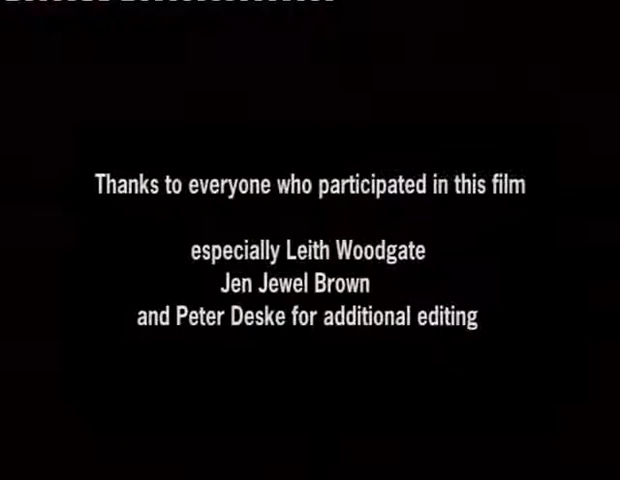 Thanks to everyone who participated in this film
especially Leith Woodgate
Jen Jewel Brown
and Peter Deske for additional editing